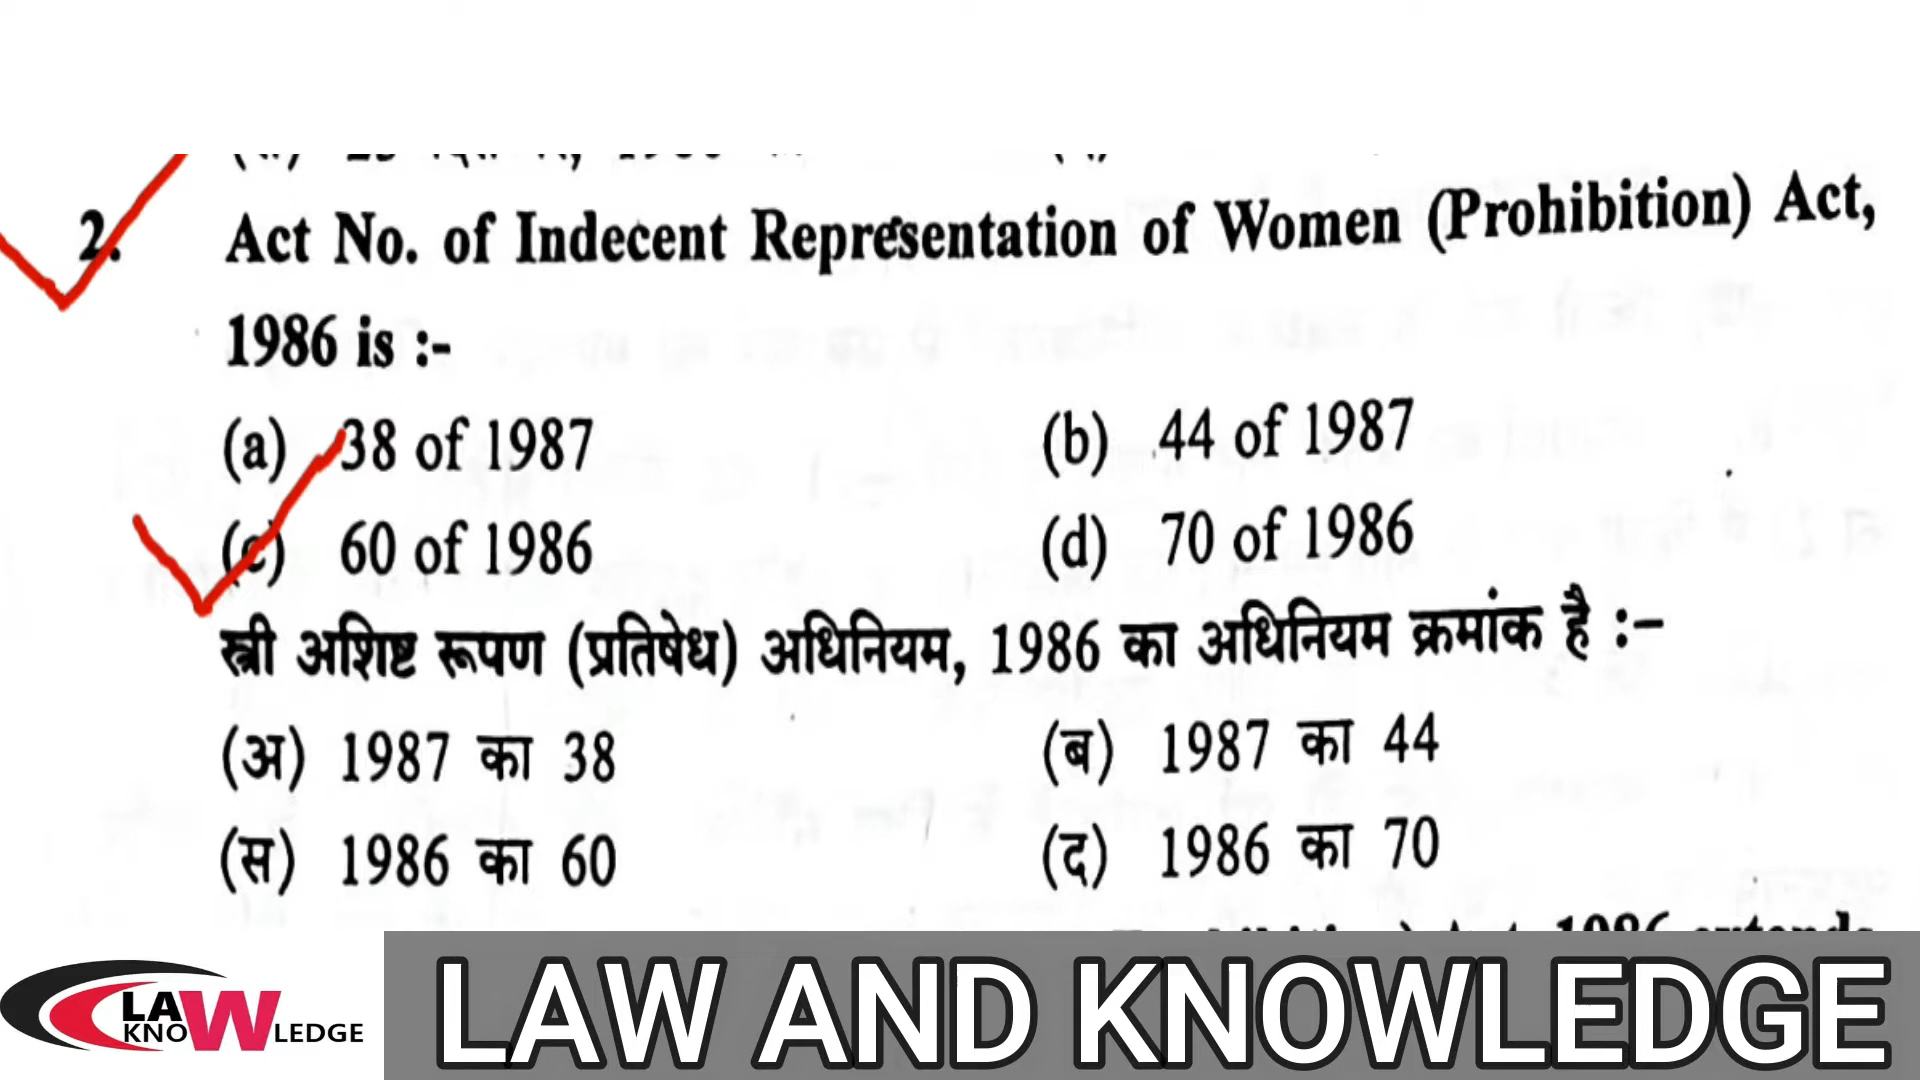 2. Act No. of Indecent Representation of Women (Prohibition) Act,
1986 is :-
(a) 38 of 1987 (b) 44 of 1987
(c) 60 of 1986 (d) 70 of 1986
स्त्री अशिष्ट रूपण (प्रतिषेध) अधिनियम, 1986 का अधिनियम क्रमांक है :–
(अ) 1987 का 38 (ब) 1987 का 44
(स) 1986 का 60 (द) 1986 का 70
1986 extends
LAW
KNOWLEDGE
LAW AND KNOWLEDGE